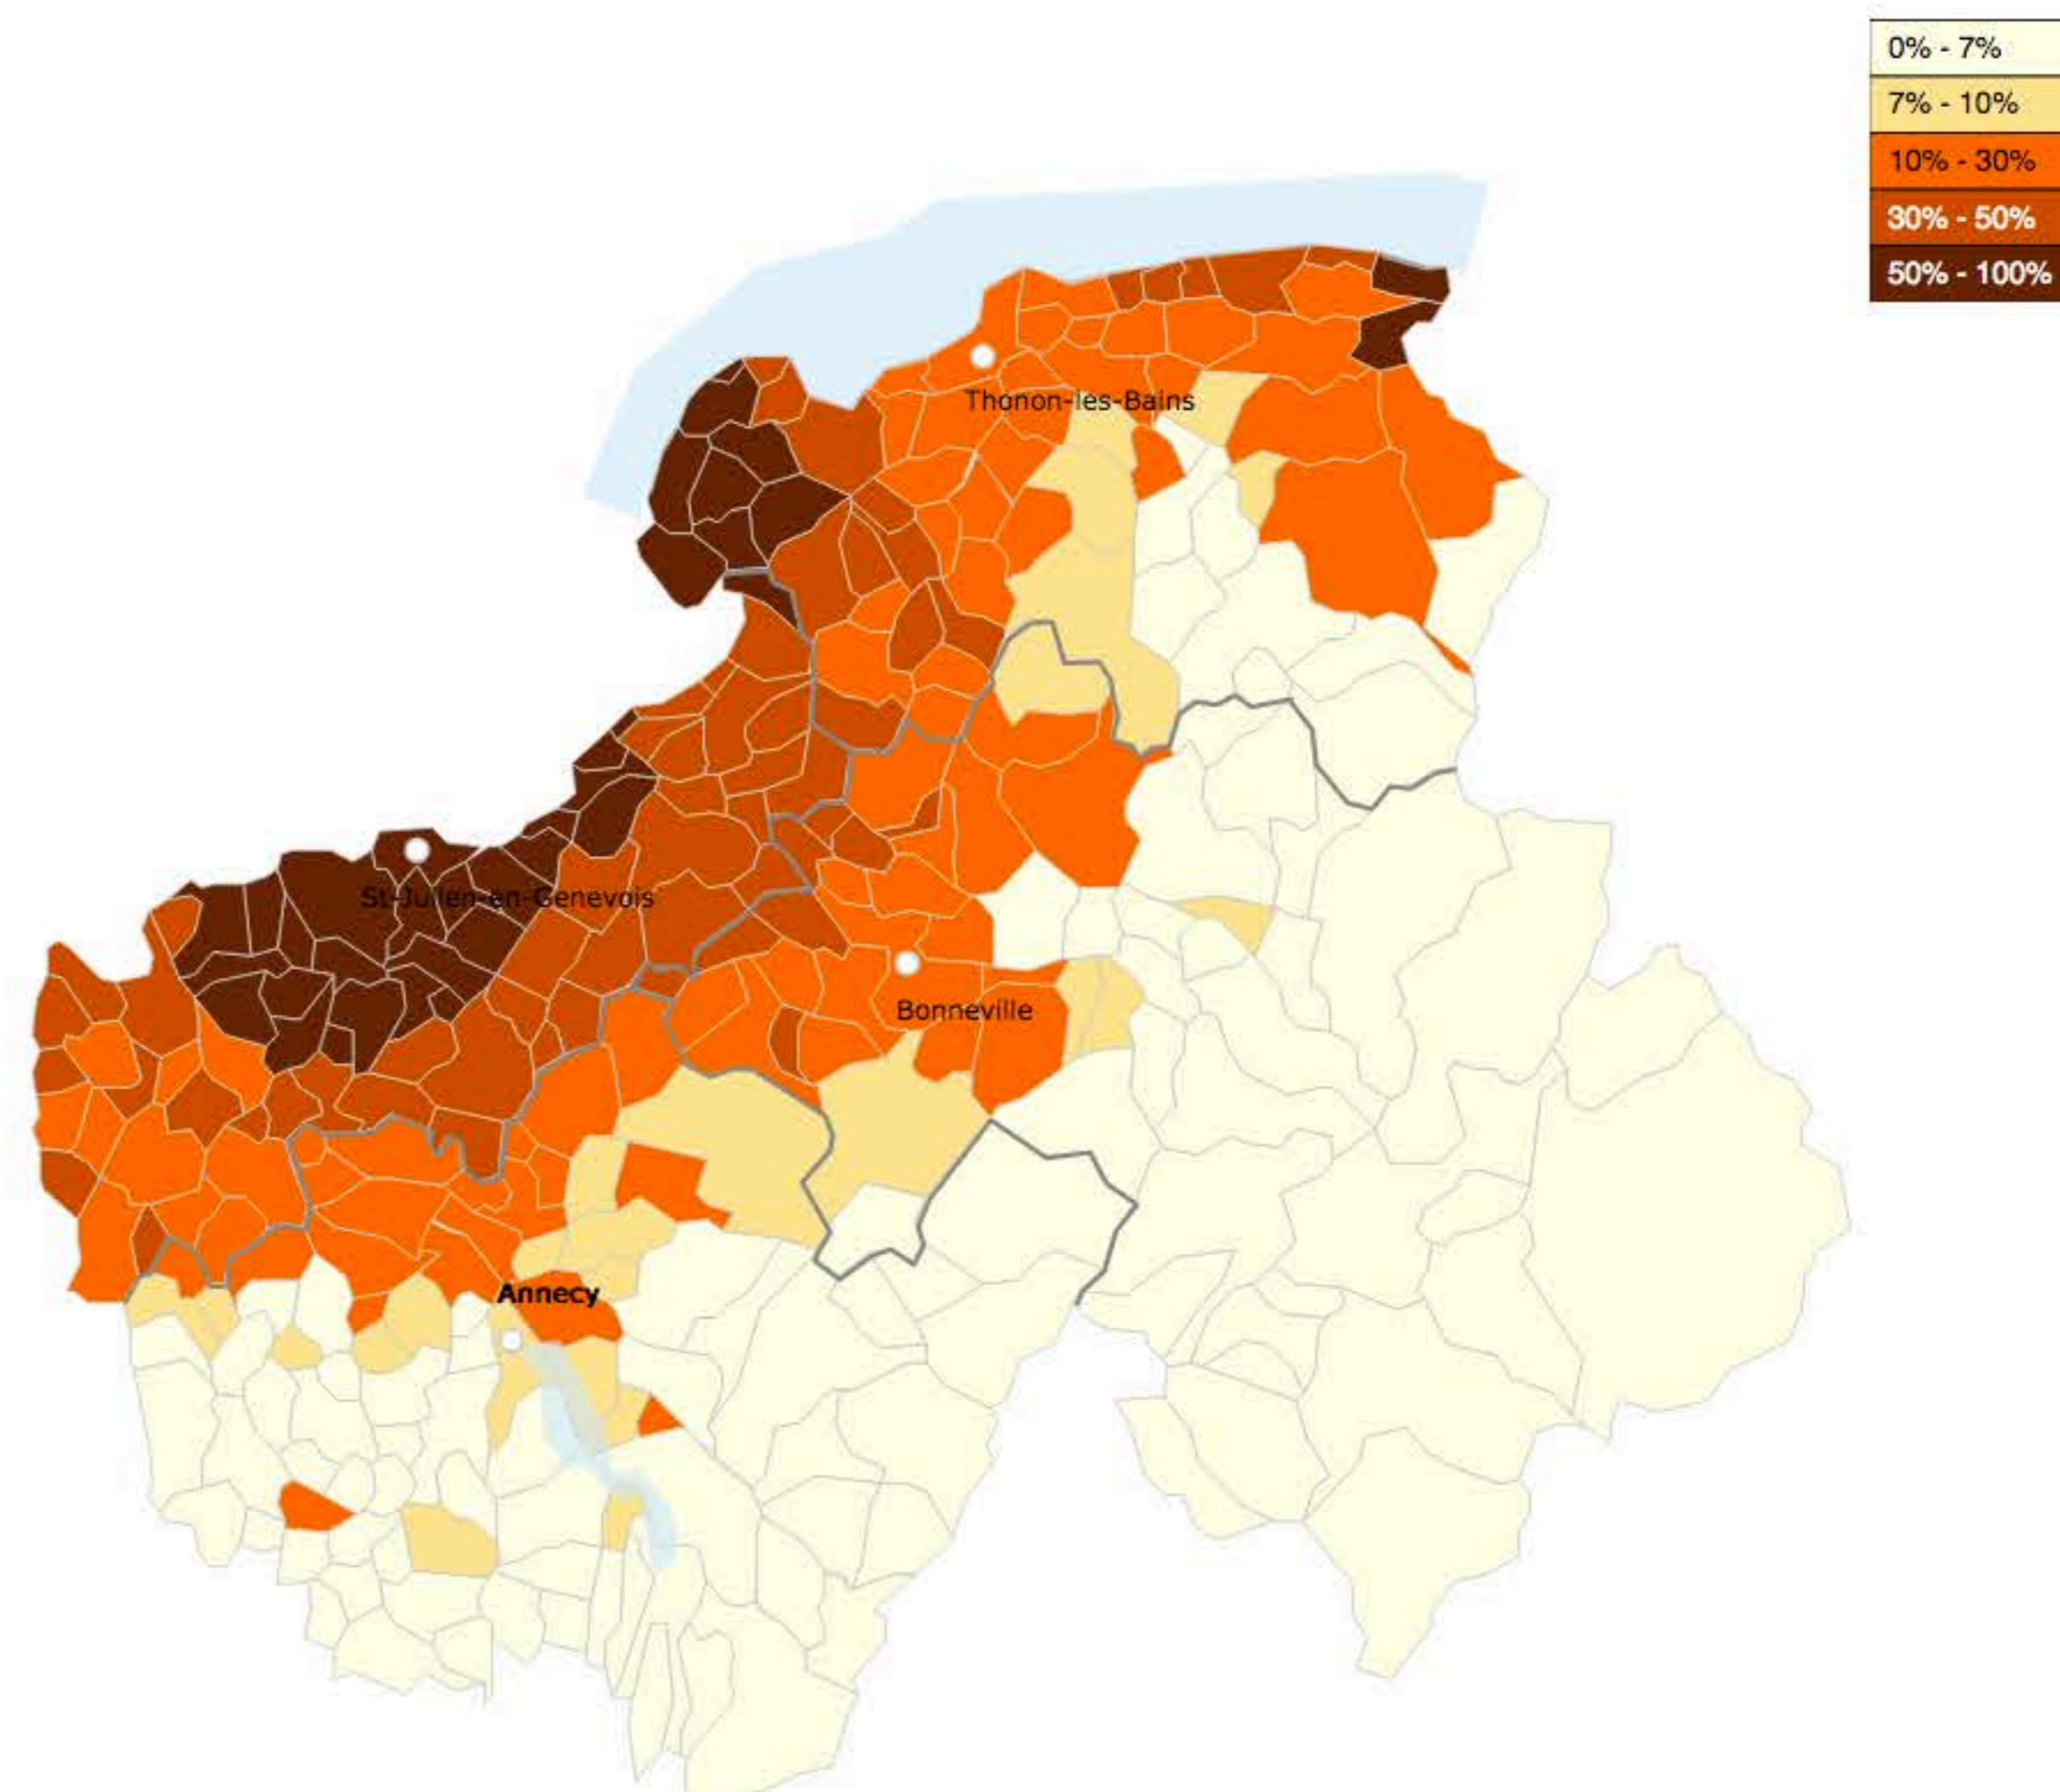 0% - 7%
7% - 10%
10% - 30%
30% - 50%
50% - 100%
Thonon-les-Bains
St-Julien-en-Genevois
Bonneville
Annecy